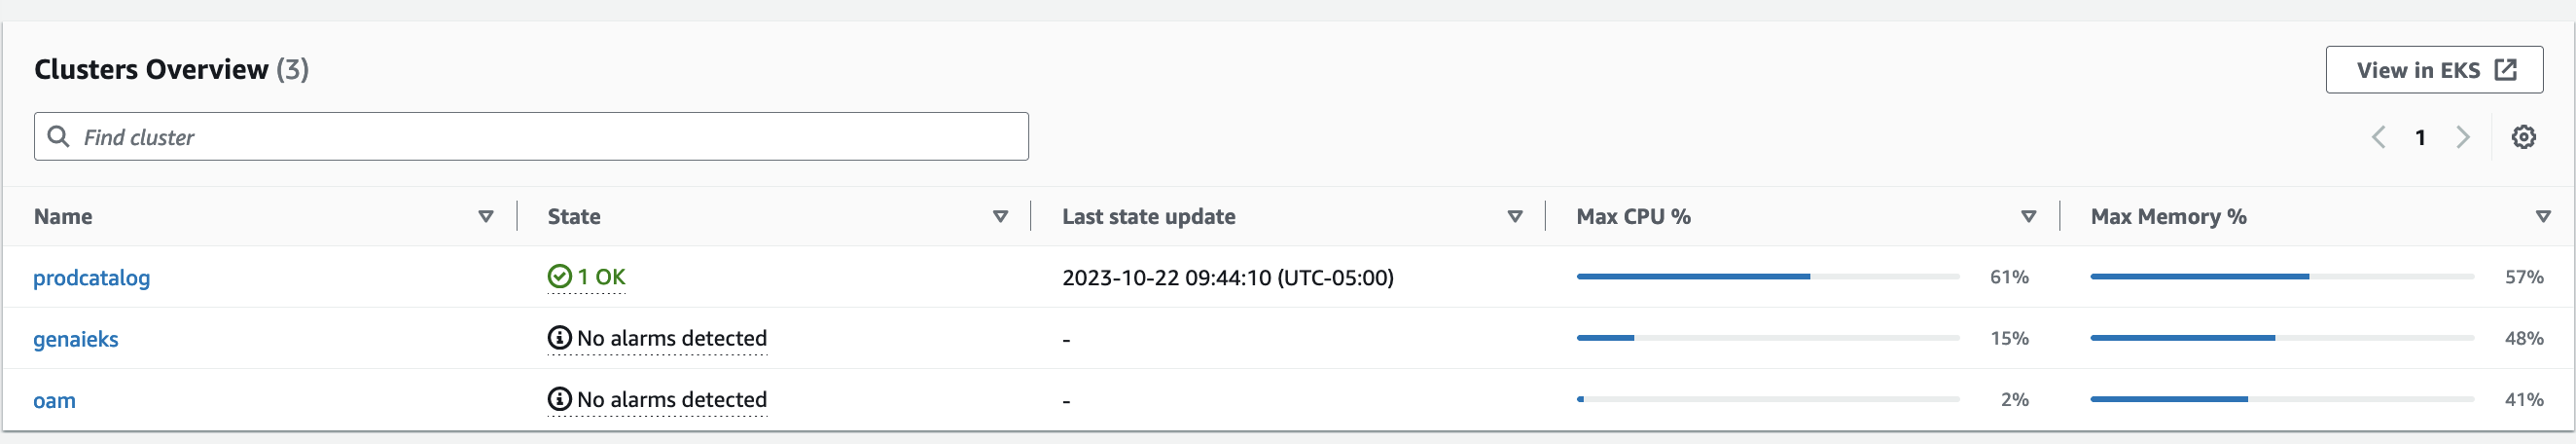 Clusters Overview (3)
View in EKS
Find cluster
1
Name State Last state update Max CPU % Max Memory %
prodcatalog 1 OK 2023-10-22 09:44:10 (UTC-05:00) 61% 57%
genaieks No alarms detected - 15% 48%
oam No alarms detected - 2% 41%